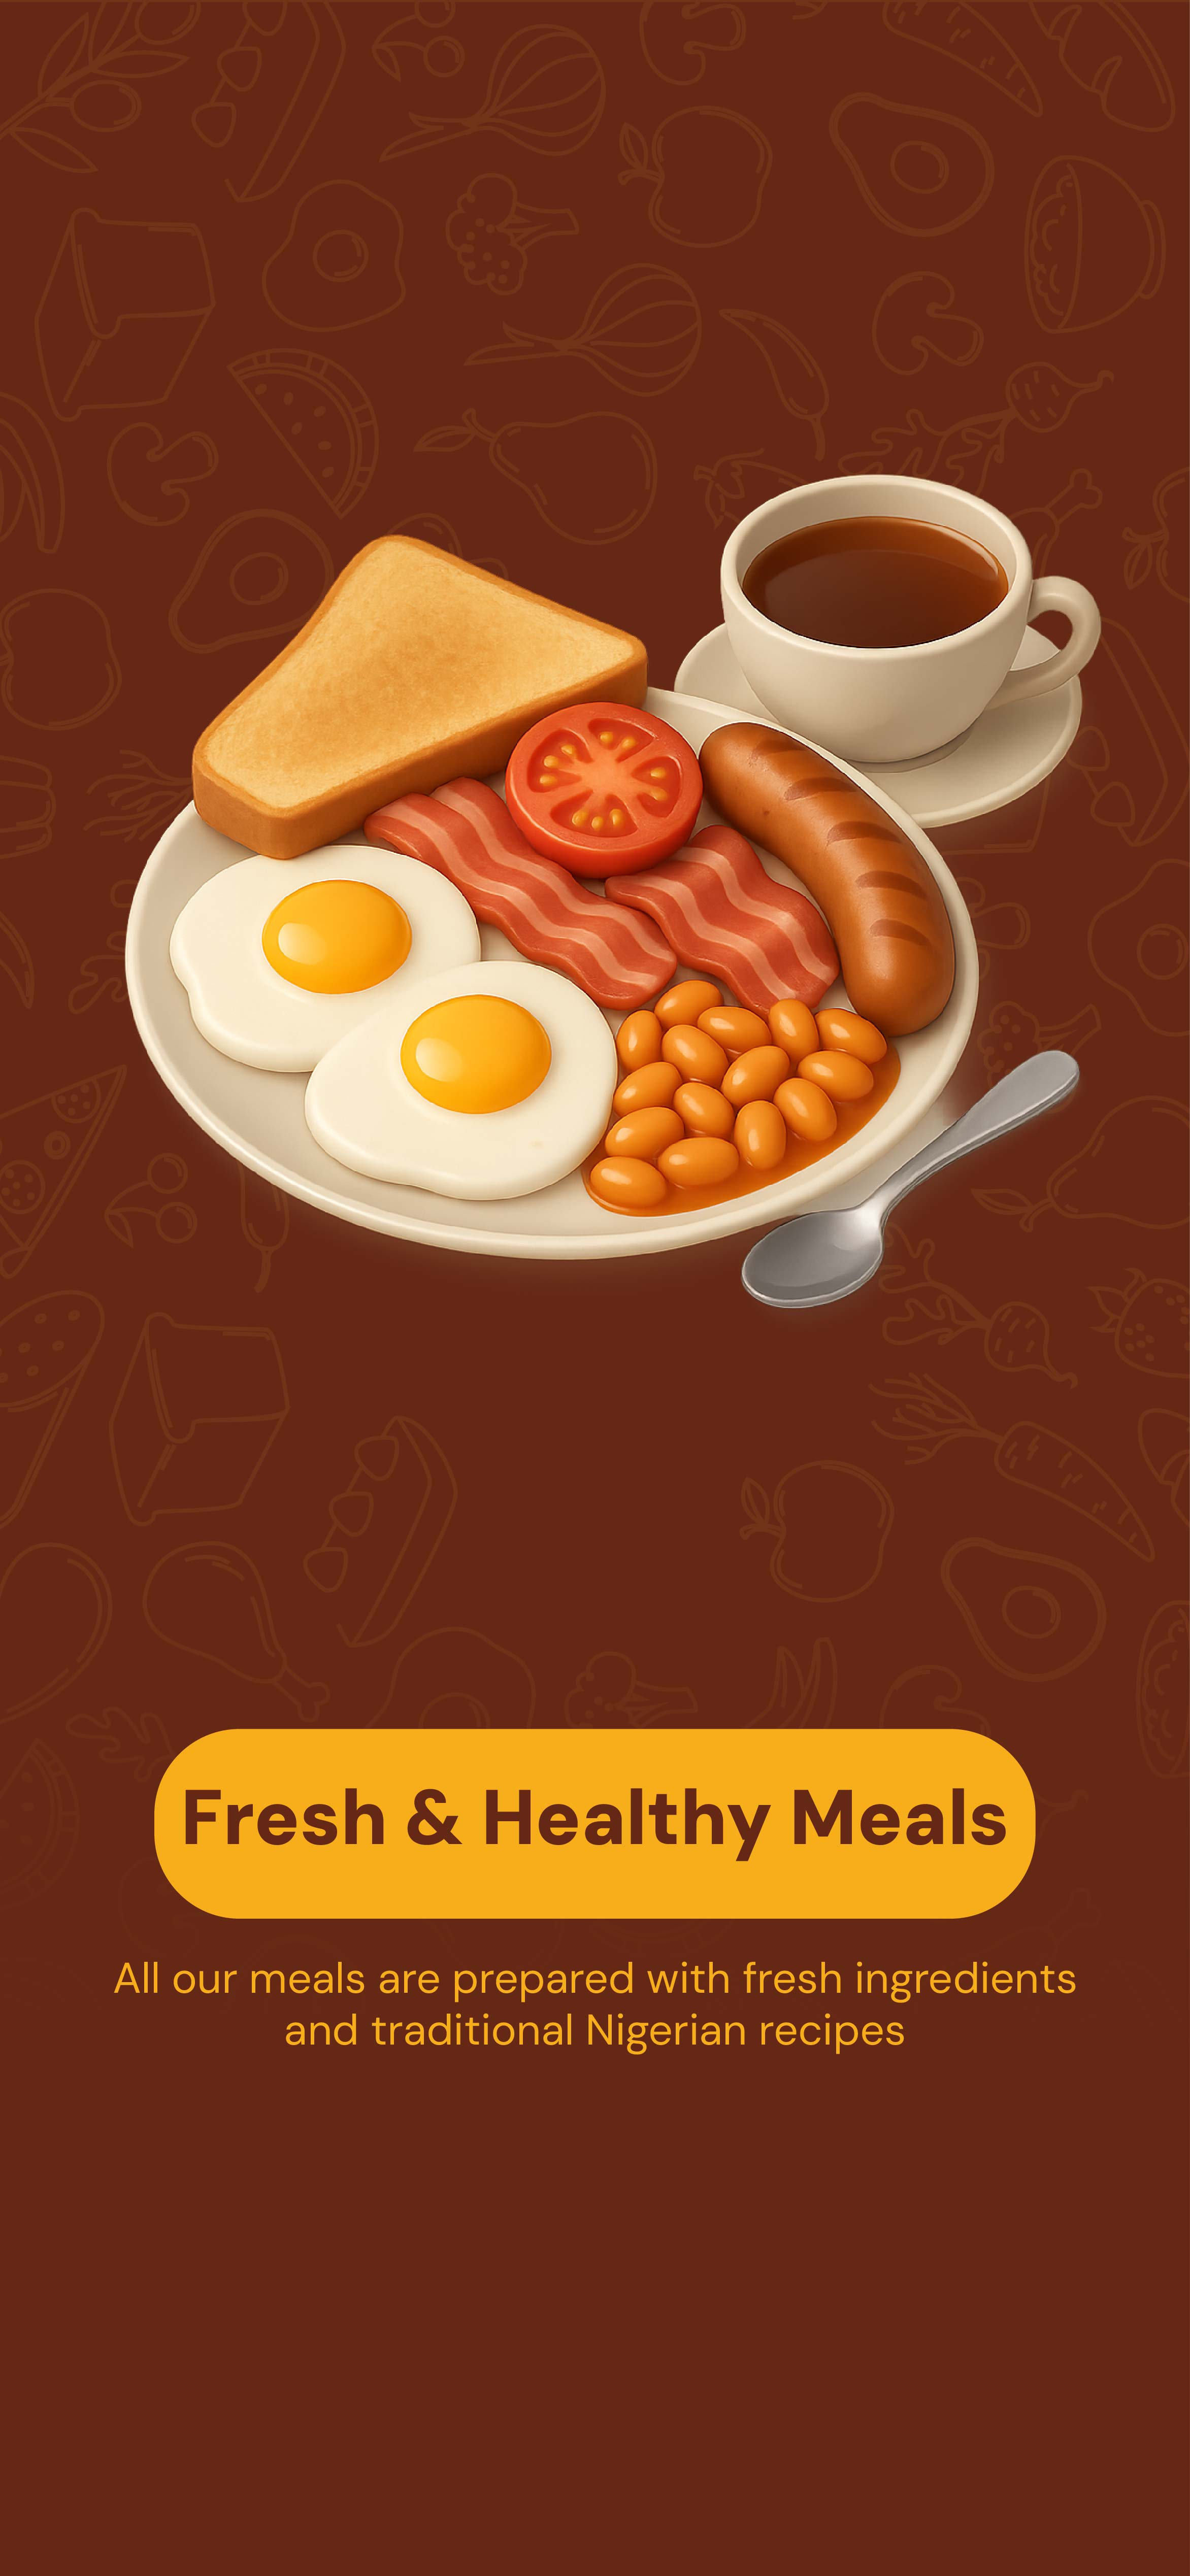 Fresh & Healthy Meals
All our meals are prepared with fresh ingredients
and traditional Nigerian recipes